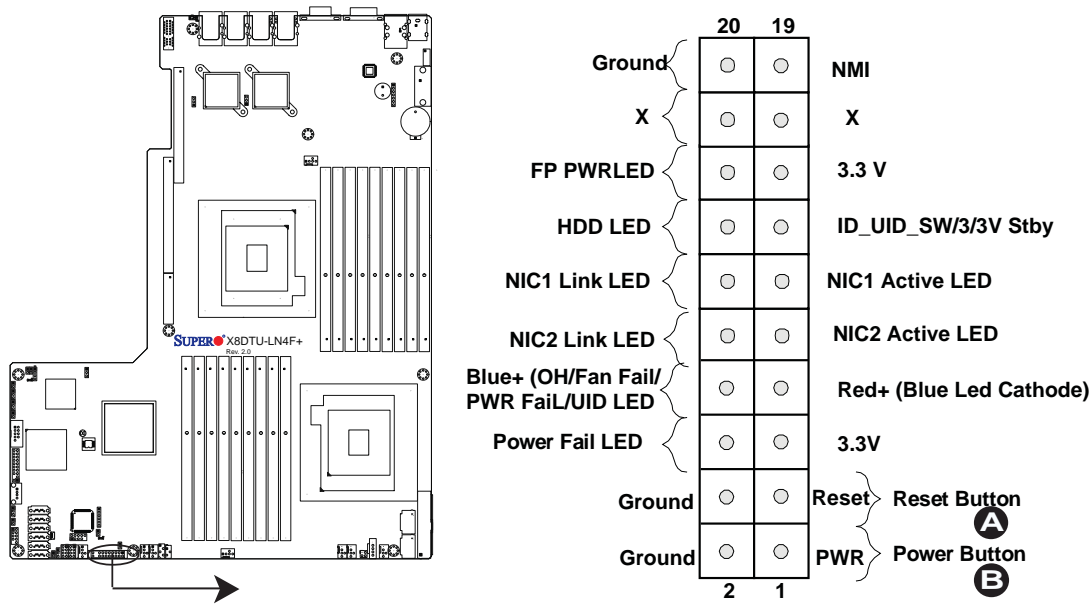 SUPER X8DTU-LN4F+
Rev. 2.0
20 19
Ground NMI
X X
FP PWRLED 3.3 V
HDD LED ID_UID_SW/3/3V Stby
NIC1 Link LED NIC1 Active LED
NIC2 Link LED NIC2 Active LED
Blue+ (OH/Fan Fail/
PWR FaiL/UID LED Red+ (Blue Led Cathode)
Power Fail LED 3.3V
Ground Reset Reset Button
A
Ground PWR Power Button
B
2 1